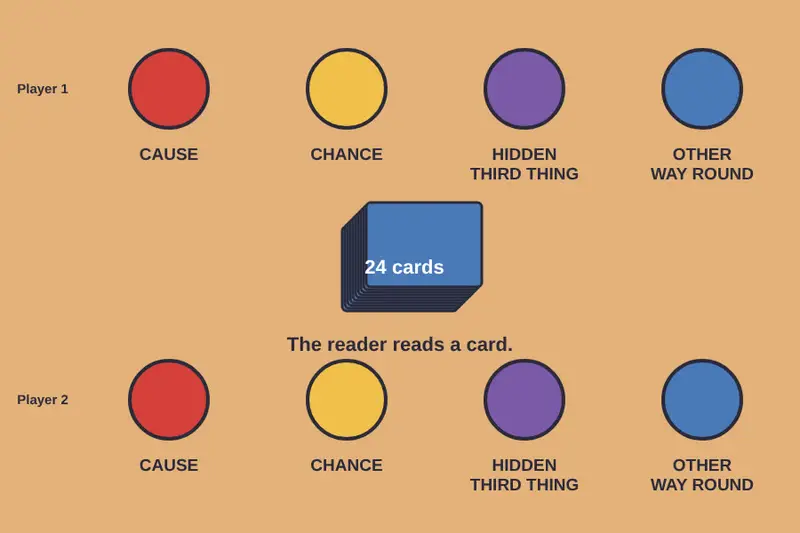 Player 1
CAUSE
CHANCE
HIDDEN
THIRD THING
OTHER
WAY ROUND
24 cards
The reader reads a card.
Player 2
CAUSE
CHANCE
HIDDEN
THIRD THING
OTHER
WAY ROUND